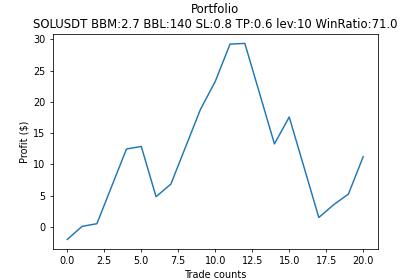 Portfolio
SOLUSDT BBM:2.7 BBL:140 SL:0.8 TP:0.6 lev:10 WinRatio:71.0
30
25
20
15
10
5
0
Profit ($)
0.0 2.5 5.0 7.5 10.0 12.5 15.0 17.5 20.0
Trade counts